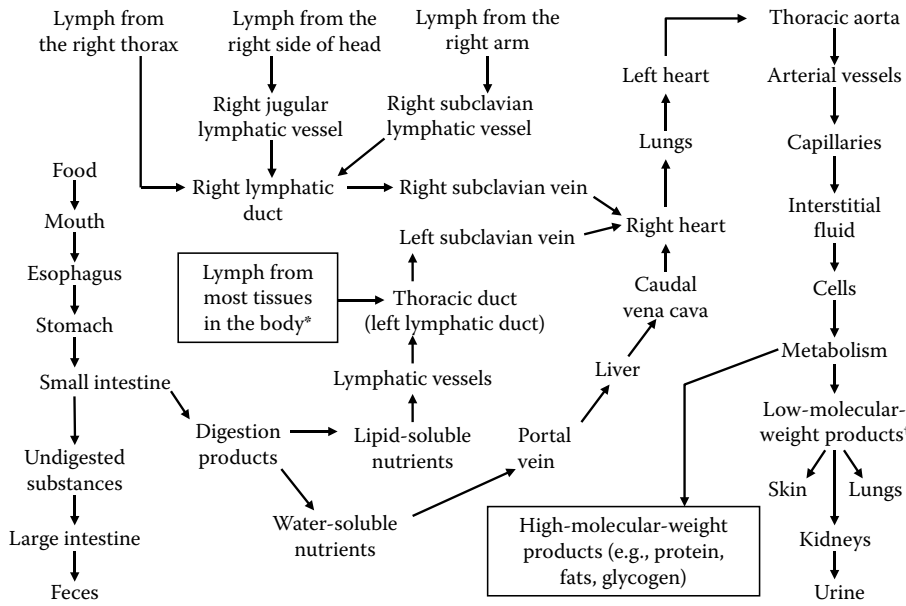 Lymph from
the right thorax
Lymph from the
right side of head
Lymph from the
right arm
Thoracic aorta
Left heart
Arterial vessels
Right jugular
lymphatic vessel
Right subclavian
lymphatic vessel
Lungs
Capillaries
Food
Right lymphatic
duct
Right subclavian vein
Mouth
Left subclavian vein
Right heart
Interstitial
fluid
Esophagus
Lymph from
most tissues
in the body*
Thoracic duct
(left lymphatic duct)
Caudal
vena cava
Cells
Stomach
Metabolism
Small intestine
Lymphatic vessels
Liver
Low-molecular-
weight products*
Digestion
products
Lipid-soluble
nutrients
Portal
vein
Undigested
substances
Skin
Lungs
Water-soluble
nutrients
High-molecular-weight
products (e.g., protein,
fats, glycogen)
Large intestine
Kidneys
Feces
Urine